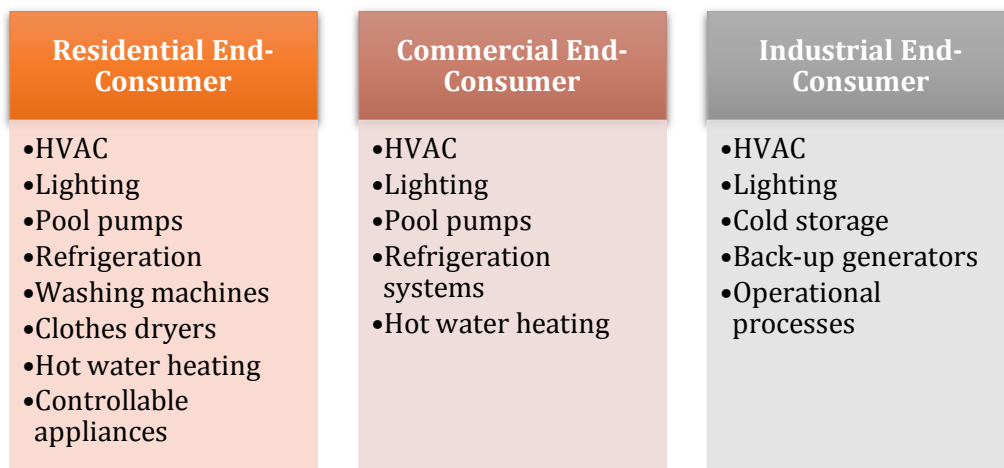 Residential End-
Consumer
•HVAC
•Lighting
•Pool pumps
•Refrigeration
•Washing machines
•Clothes dryers
•Hot water heating
•Controllable
appliances
Commercial End-
Consumer
•HVAC
•Lighting
•Pool pumps
•Refrigeration
systems
•Hot water heating
Industrial End-
Consumer
•HVAC
•Lighting
•Cold storage
•Back-up generators
•Operational
processes